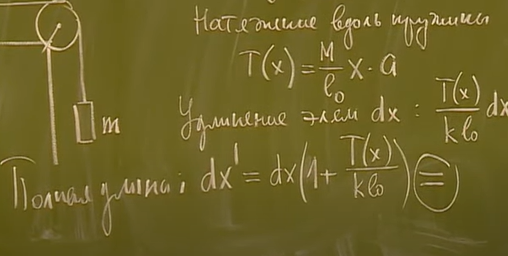 Натяжение вдоль пружины
T(x) = M/l₀ x · a
m
Удлинение элем dx : T(x)/kl₀ dx
Полная длина: dx' = dx(1 + T(x)/kl₀) =